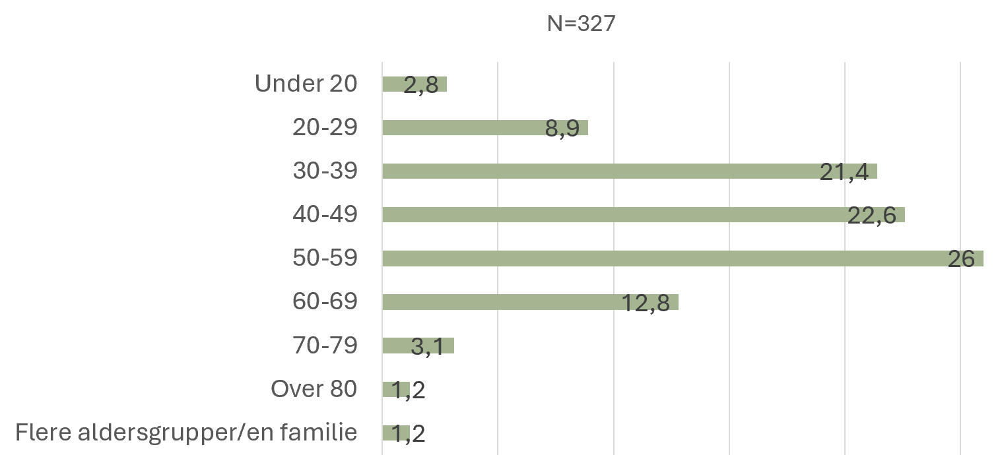 N=327
Under 20 2,8
20-29 8,9
30-39 21,4
40-49 22,6
50-59 26
60-69 12,8
70-79 3,1
Over 80 1,2
Flere aldersgrupper/en familie 1,2